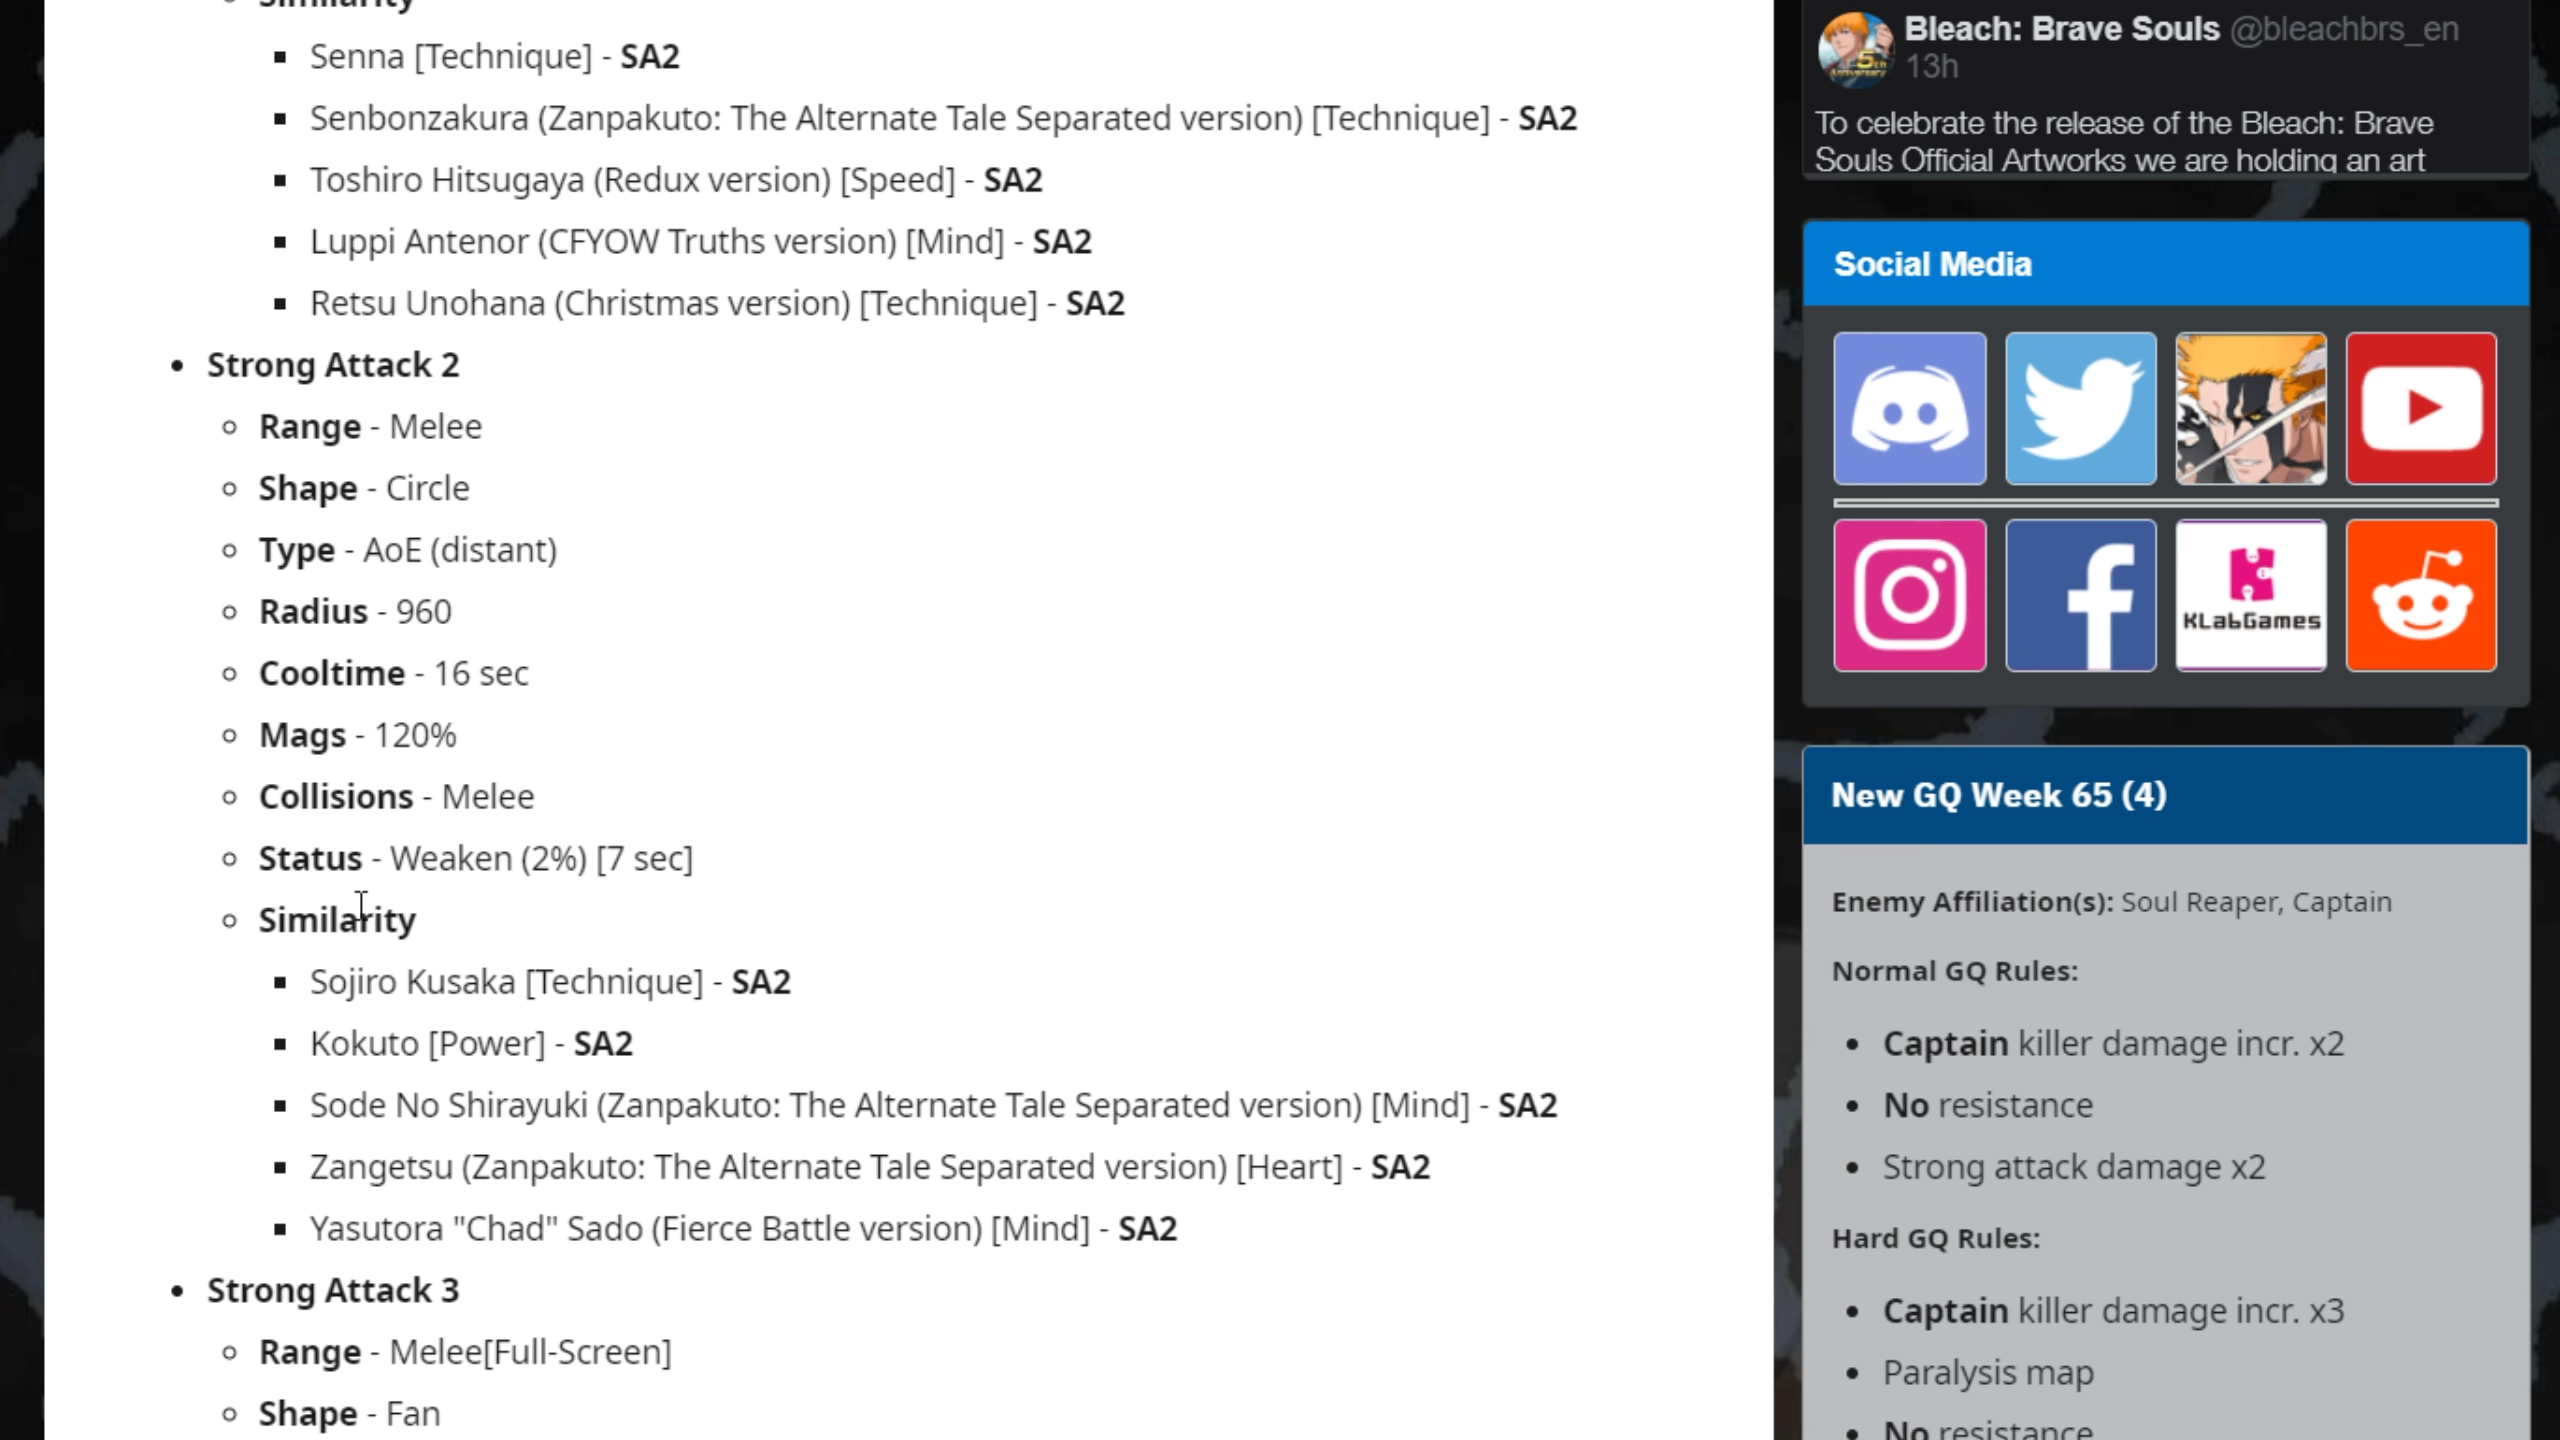 Similarity
Senna [Technique] - SA2
Senbonzakura (Zanpakuto: The Alternate Tale Separated version) [Technique] - SA2
Toshiro Hitsugaya (Redux version) [Speed] - SA2
Luppi Antenor (CFYOW Truths version) [Mind] - SA2
Retsu Unohana (Christmas version) [Technique] - SA2
Strong Attack 2
Range - Melee
Shape - Circle
Type - AoE (distant)
Radius - 960
Cooltime - 16 sec
Mags - 120%
Collisions - Melee
Status - Weaken (2%) [7 sec]
Similarity
Sojiro Kusaka [Technique] - SA2
Kokuto [Power] - SA2
Sode No Shirayuki (Zanpakuto: The Alternate Tale Separated version) [Mind] - SA2
Zangetsu (Zanpakuto: The Alternate Tale Separated version) [Heart] - SA2
Yasutora "Chad" Sado (Fierce Battle version) [Mind] - SA2
Strong Attack 3
Range - Melee[Full-Screen]
Shape - Fan
Bleach: Brave Souls @bleachbrs_en
13h
To celebrate the release of the Bleach: Brave
Souls Official Artworks we are holding an art
Social Media
KLabGames
New GQ Week 65 (4)
Enemy Affiliation(s): Soul Reaper, Captain
Normal GQ Rules:
Captain killer damage incr. x2
No resistance
Strong attack damage x2
Hard GQ Rules:
Captain killer damage incr. x3
Paralysis map
No resistance